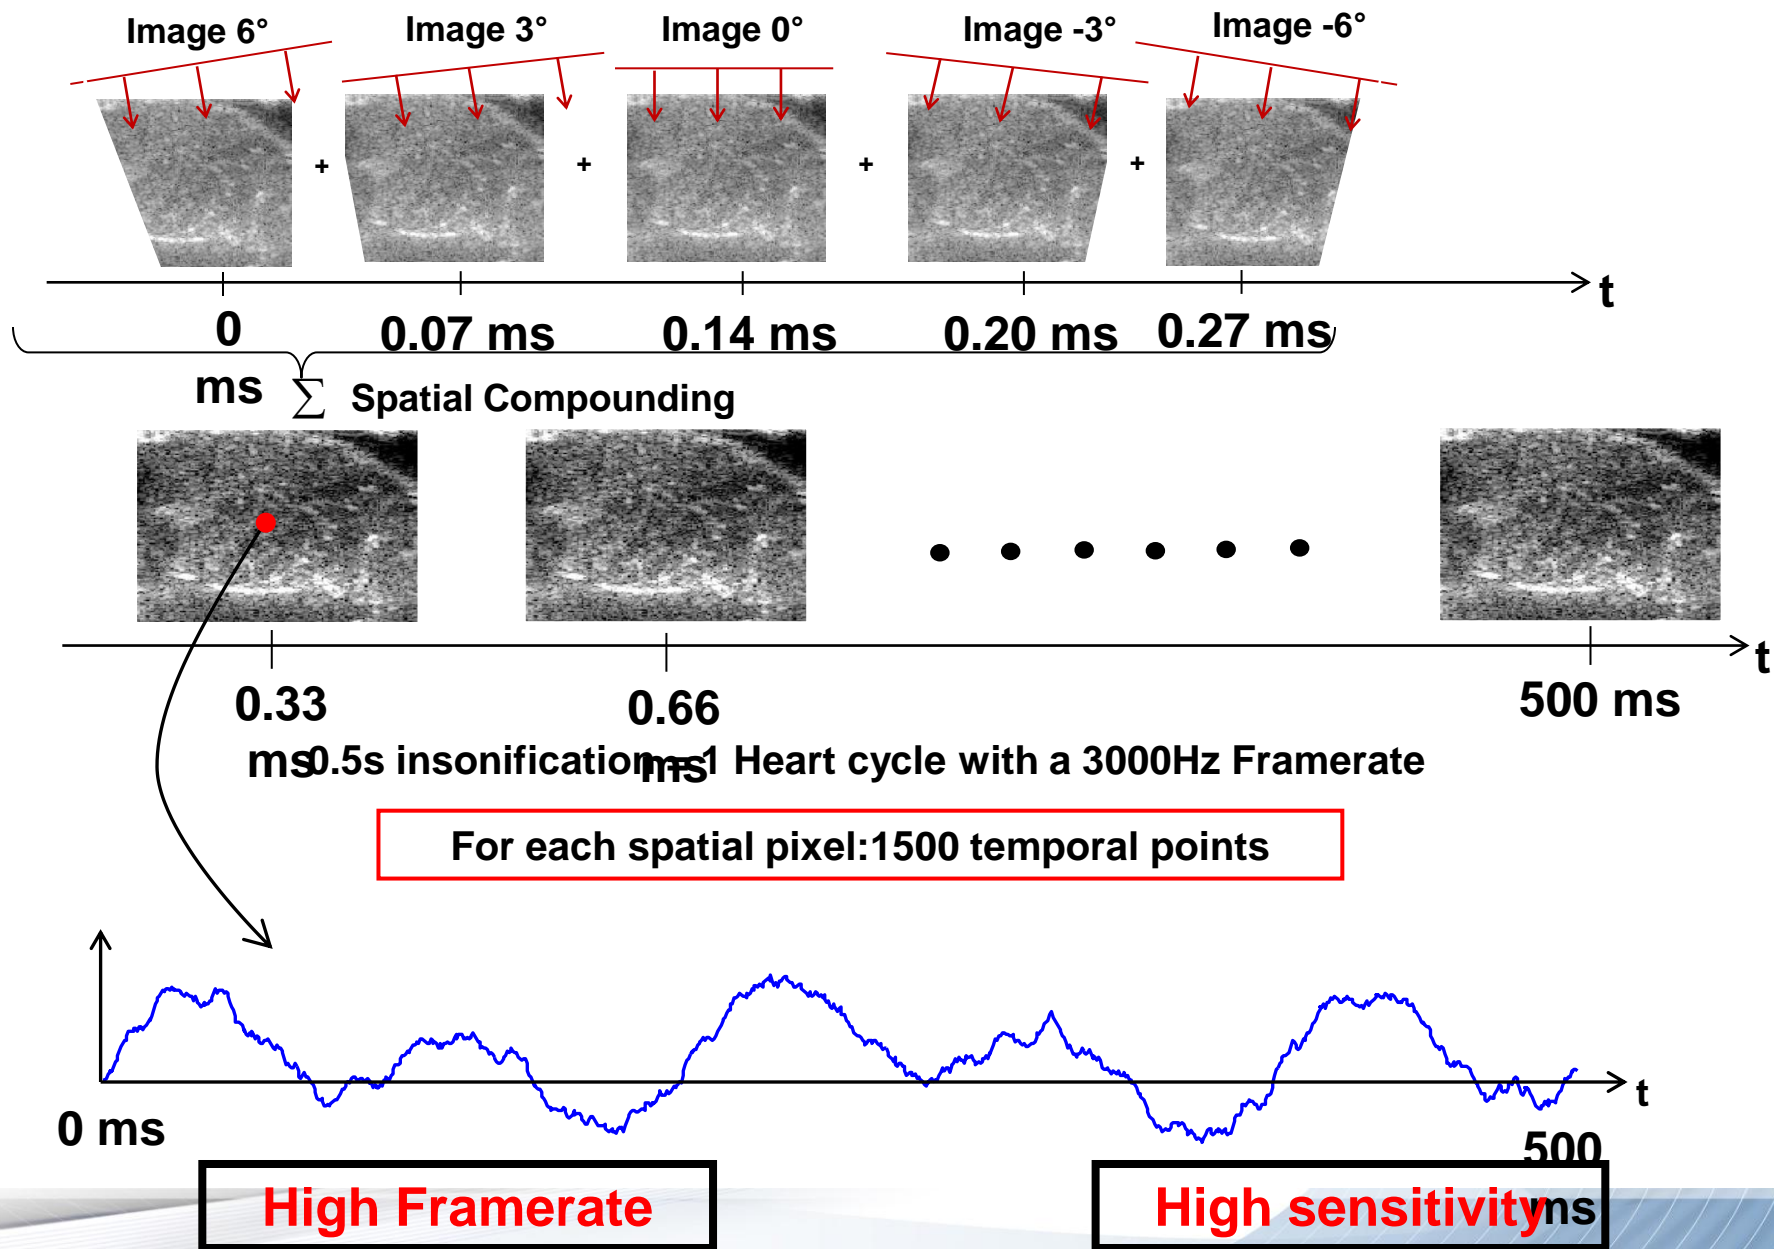 Image 6°
Image 3°
Image 0°
Image -3°
Image -6°
+
+
+
+
t
0 ms
0.07 ms
0.14 ms
0.20 ms
0.27 ms
∑ Spatial Compounding
t
0.33 ms
0.66 ms
500 ms
0.5s insonification = 1 Heart cycle with a 3000Hz Framerate
For each spatial pixel:1500 temporal points
t
0 ms
500 ms
High Framerate
High sensitivity